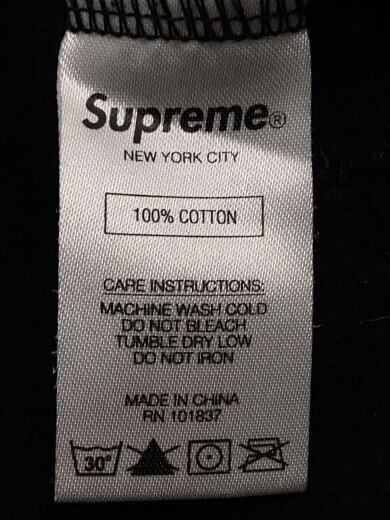 Supreme®
NEW YORK CITY
100% COTTON
CARE INSTRUCTIONS:
MACHINE WASH COLD
DO NOT BLEACH
TUMBLE DRY LOW
DO NOT IRON
MADE IN CHINA
RN 101837
30°